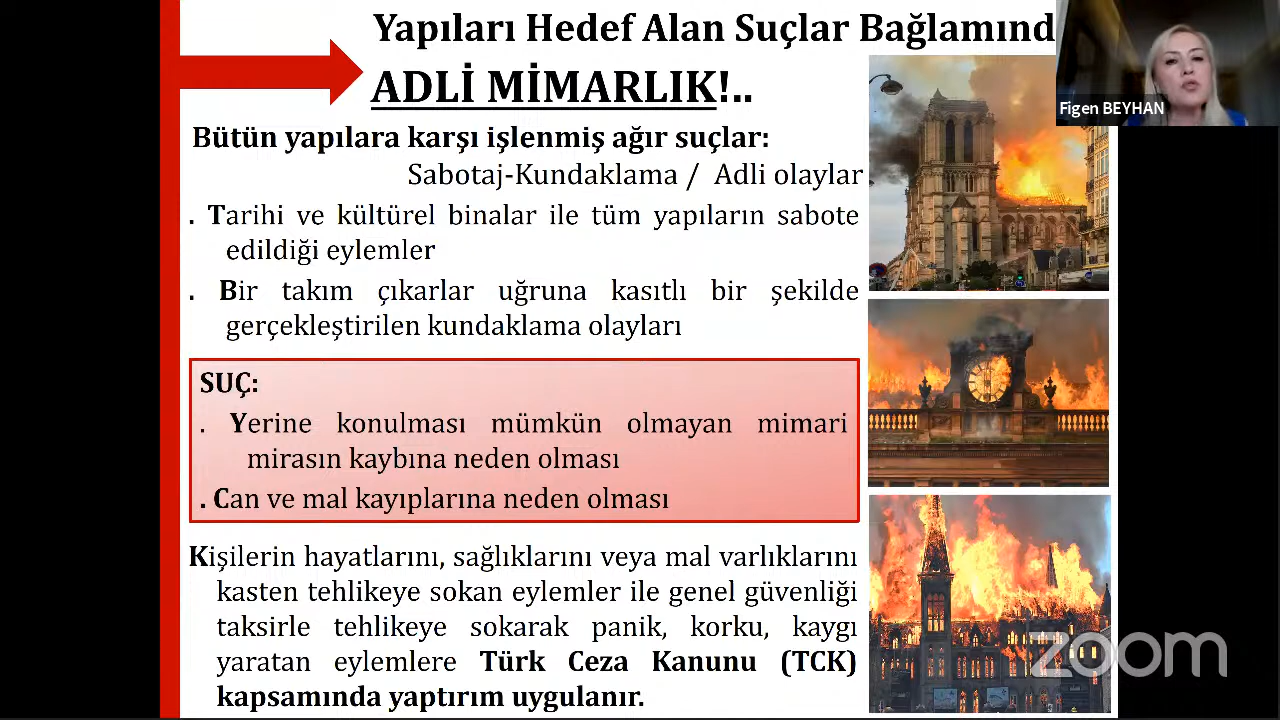 Yapıları Hedef Alan Suçlar Bağlamınd
ADLİ MİMARLIK!..
Figen BEYHAN
Bütün yapılara karşı işlenmiş ağır suçlar:
Sabotaj-Kundaklama / Adli olaylar
. Tarihi ve kültürel binalar ile tüm yapıların sabote
edildiği eylemler
. Bir takım çıkarlar uğruna kasıtlı bir şekilde
gerçekleştirilen kundaklama olayları
SUÇ:
. Yerine konulması mümkün olmayan mimari
mirasın kaybına neden olması
. Can ve mal kayıplarına neden olması
Kişilerin hayatlarını, sağlıklarını veya mal varlıklarını
kasten tehlikeye sokan eylemler ile genel güvenliği
taksirle tehlikeye sokarak panik, korku, kaygı
yaratan eylemlere Türk Ceza Kanunu (TCK)
kapsamında yaptırım uygulanır.
zoom